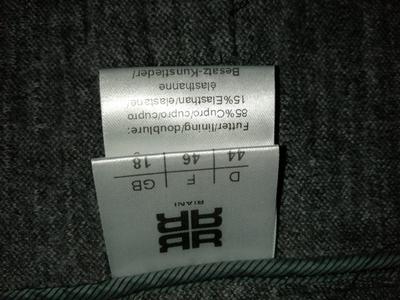 RIANI
D F GB
44 46 18
Futter/lining/doublure:
85%Cupro/cupro/cupro
15%Elasthan/elastane/
élasthanne
Besatz-Kunstleder/